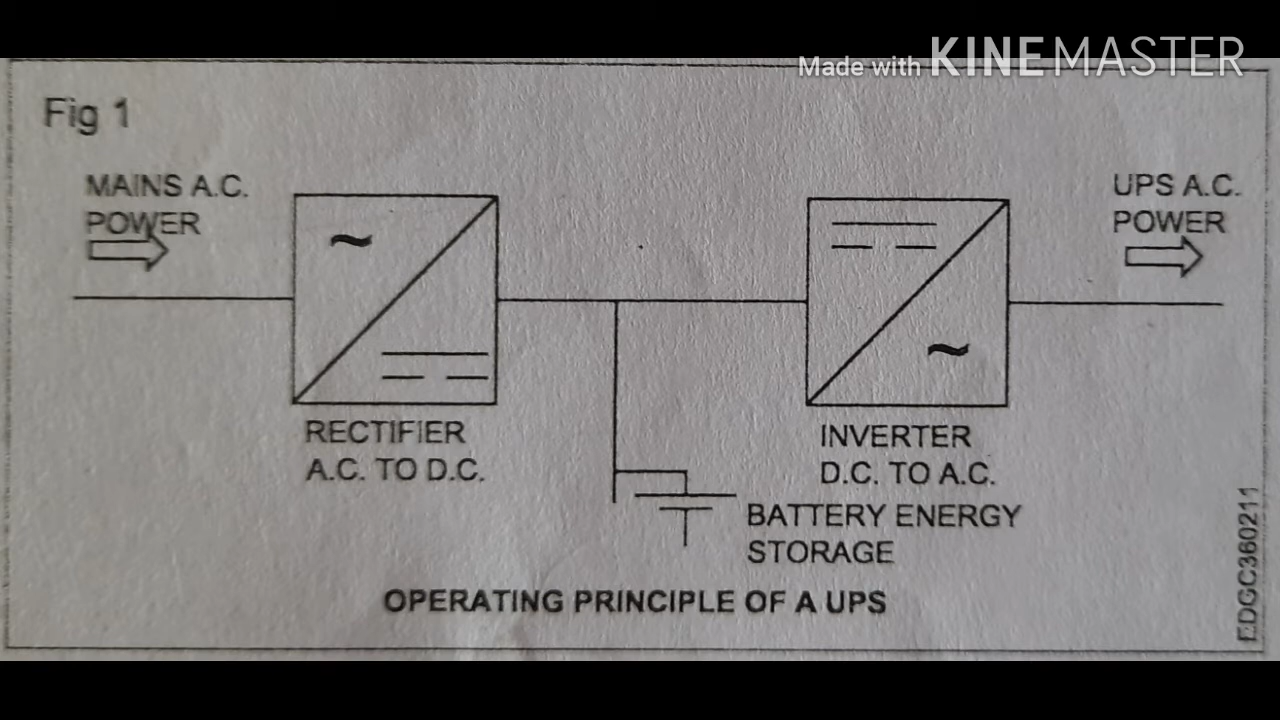 Made with KINEMASTER
Fig 1
MAINS A.C.
POWER
UPS A.C.
POWER
~
~
RECTIFIER
A.C. TO D.C.
INVERTER
D.C. TO A.C.
BATTERY ENERGY
STORAGE
OPERATING PRINCIPLE OF A UPS
EDGC360211